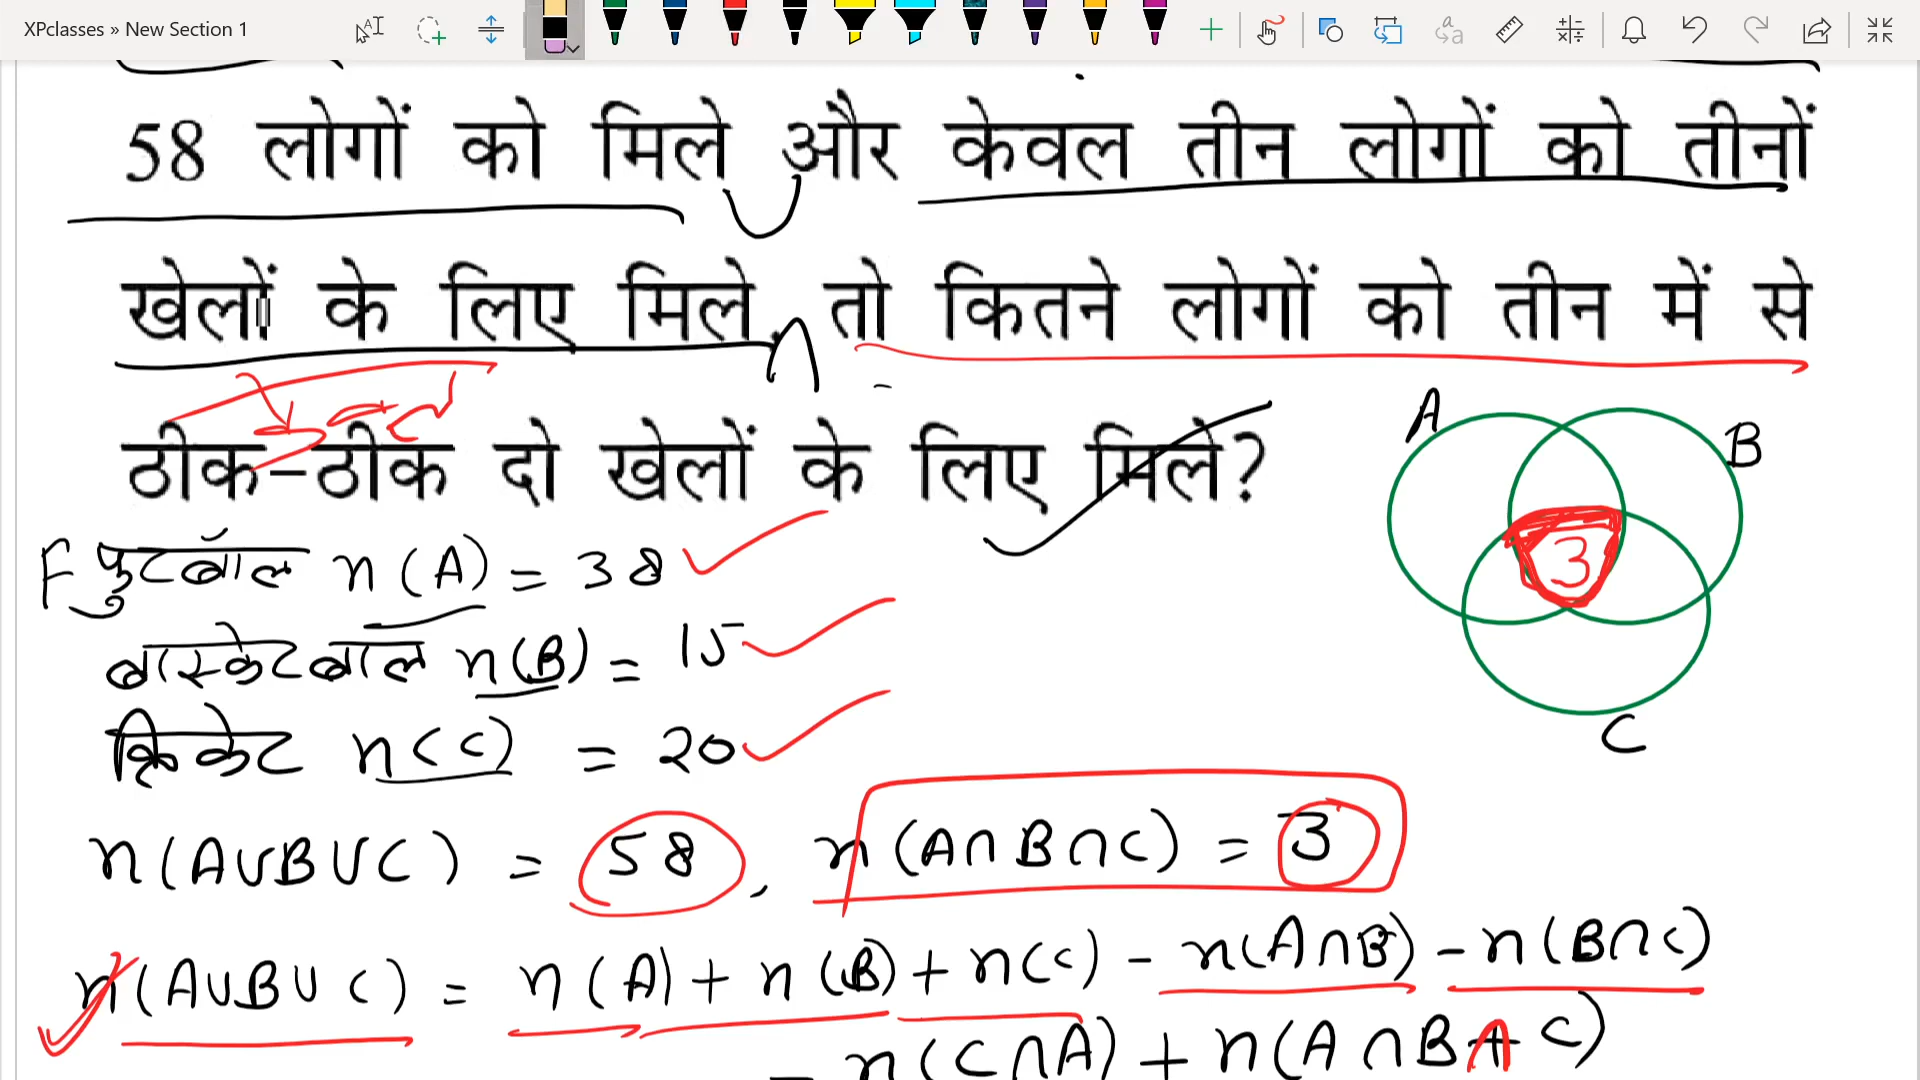 XPclasses » New Section 1
58 लोगों को मिले और केवल तीन लोगों को तीनों
खेलों के लिए मिले, तो कितने लोगों को तीन में से
ठीक-ठीक दो खेलों के लिए मिले?
A
B
3
C
F फुटबॉल n(A) = 38
बास्केटबॉल n(B) = 15
क्रिकेट n(C) = 20
n(A∪B∪C) = 58, n(A∩B∩C) = 3
n(A∪B∪C) = n(A) + n(B) + n(C) - n(A∩B) - n(B∩C)
- n(C∩A) + n(A∩B∩C)